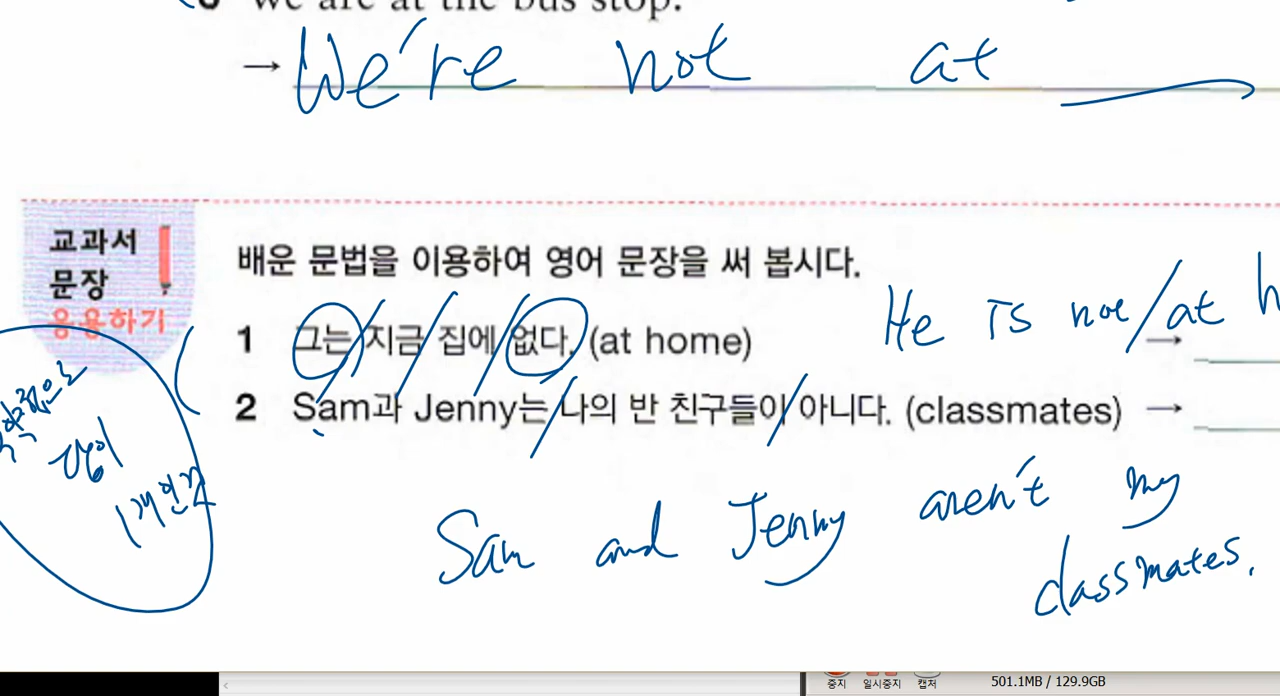 We are at the bus stop.
→ We're not at
교과서
문장
응용하기
배운 문법을 이용하여 영어 문장을 써 봅시다.
1 그는 지금 집에 없다. (at home) →
He is not / at h
2 Sam과 Jenny는 나의 반 친구들이 아니다. (classmates) →
Sam and Jenny aren't my
classmates.
중지 일시중지 캡처 501.1MB / 129.9GB